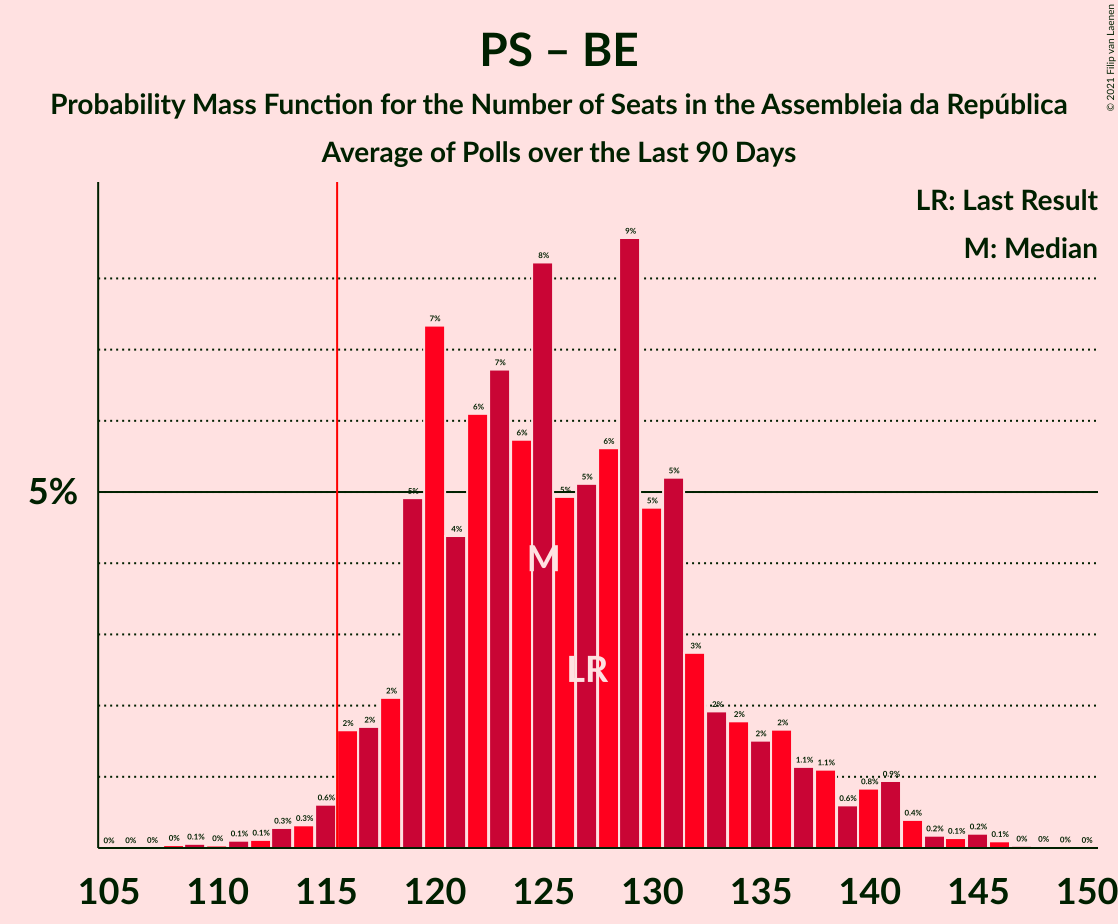 PS – BE
Probability Mass Function for the Number of Seats in the Assembleia da República
Average of Polls over the Last 90 Days
© 2021 Filip van Laenen
LR: Last Result
M: Median
5%
0% 0% 0% 0% 0.1% 0% 0.1% 0.1% 0.3% 0.3% 0.6% 2% 2% 2% 5% 7% 4% 6% 7% 6% 8% 5% 5% 6% 9% 5% 5% 3% 2% 2% 2% 2% 1.1% 1.1% 0.6% 0.8% 0.9% 0.4% 0.2% 0.1% 0.2% 0.1% 0% 0% 0% 0%
M
LR
105 110 115 120 125 130 135 140 145 150